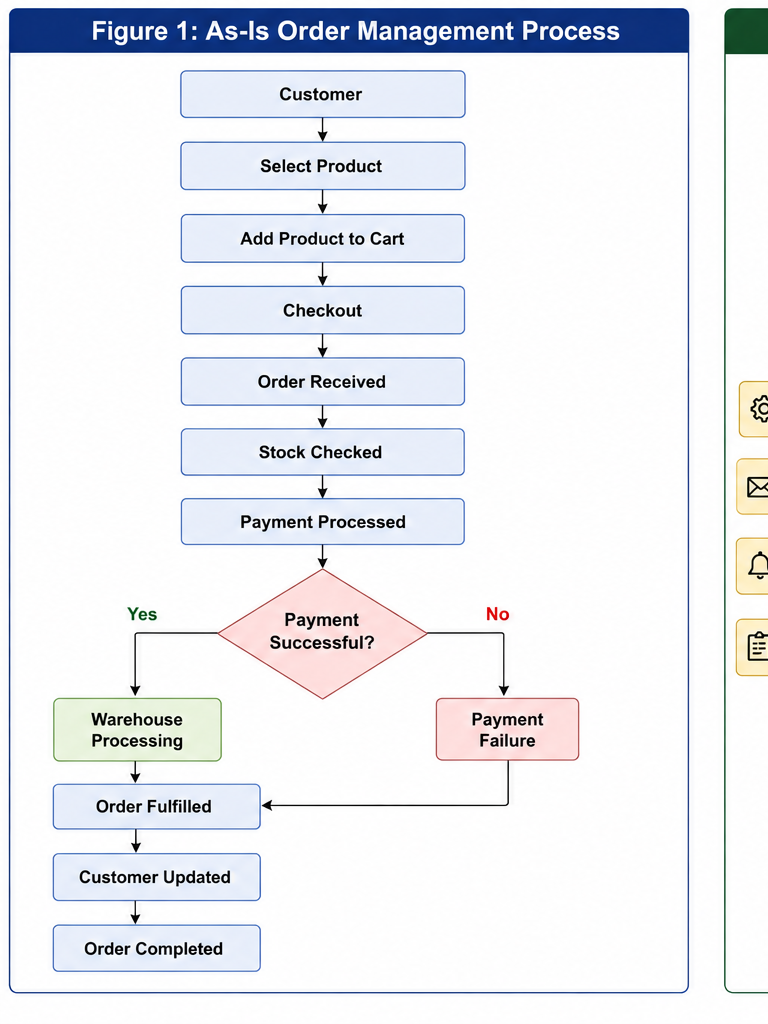 Figure 1: As-Is Order Management Process
Customer
Select Product
Add Product to Cart
Checkout
Order Received
Stock Checked
Payment Processed
Payment
Successful?
Yes
No
Warehouse
Processing
Payment
Failure
Order Fulfilled
Customer Updated
Order Completed